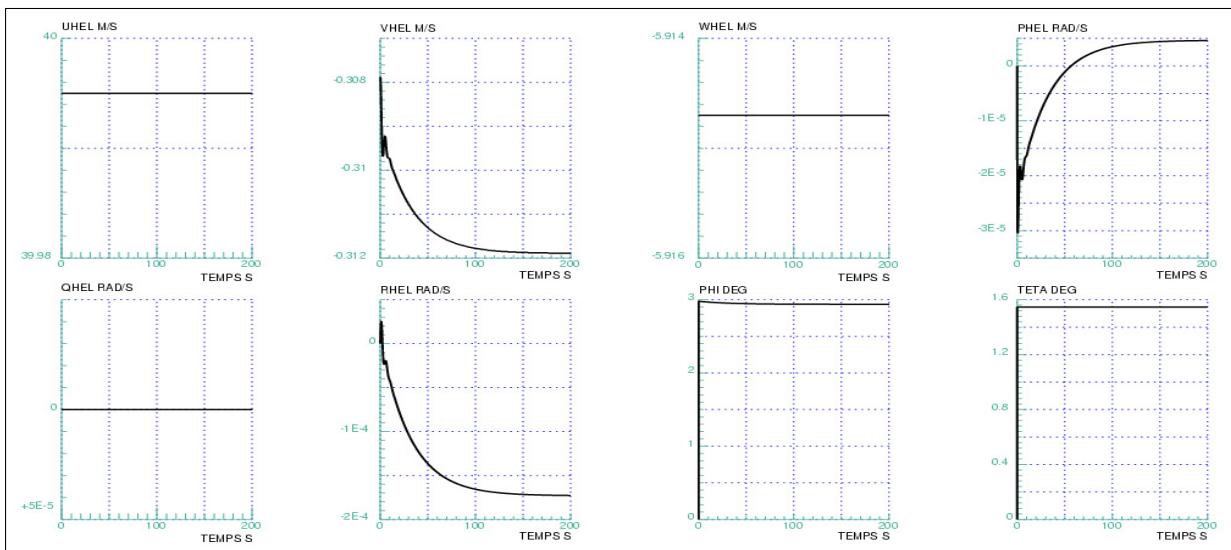 UHEL M/S
40
39.98
0
100
200
TEMPS S
VHEL M/S
-0.308
-0.31
-0.312
0
100
200
TEMPS S
WHEL M/S
-5.914
-5.916
0
100
200
TEMPS S
PHEL RAD/S
0
-1E-5
-2E-5
-3E-5
0
100
200
TEMPS S
QHEL RAD/S
0
+5E-5
0
100
200
TEMPS S
RHEL RAD/S
0
-1E-4
-2E-4
0
100
200
TEMPS S
PHI DEG
3
2
1
0
0
100
200
TEMPS S
TETA DEG
1.6
1.2
0.8
0.4
0
0
100
200
TEMPS S